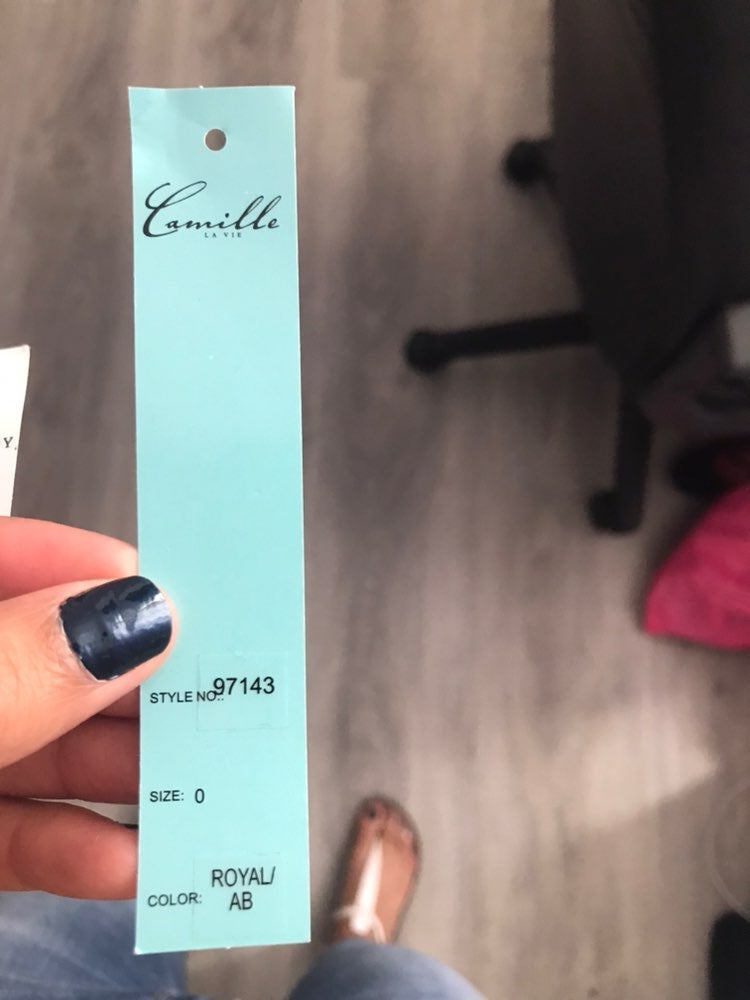 Camille
LA VIE
STYLE NO.: 97143
SIZE: 0
COLOR: ROYAL/
AB
Y.